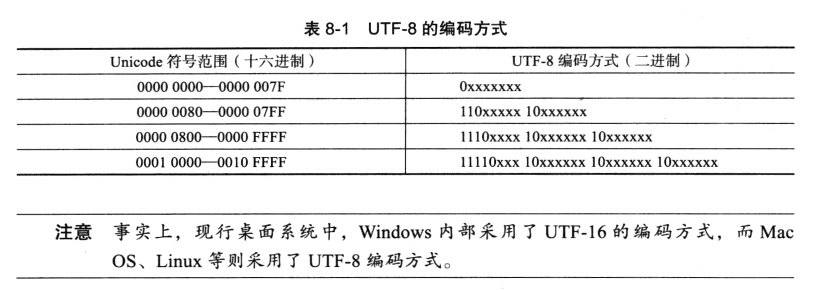 表 8-1 UTF-8 的编码方式
Unicode 符号范围（十六进制） UTF-8 编码方式（二进制）
0000 0000—0000 007F 0xxxxxxx
0000 0080—0000 07FF 110xxxxx 10xxxxxx
0000 0800—0000 FFFF 1110xxxx 10xxxxxx 10xxxxxx
0001 0000—0010 FFFF 11110xxx 10xxxxxx 10xxxxxx 10xxxxxx
注意 事实上，现行桌面系统中，Windows 内部采用了 UTF-16 的编码方式，而 Mac
OS、Linux 等则采用了 UTF-8 编码方式。